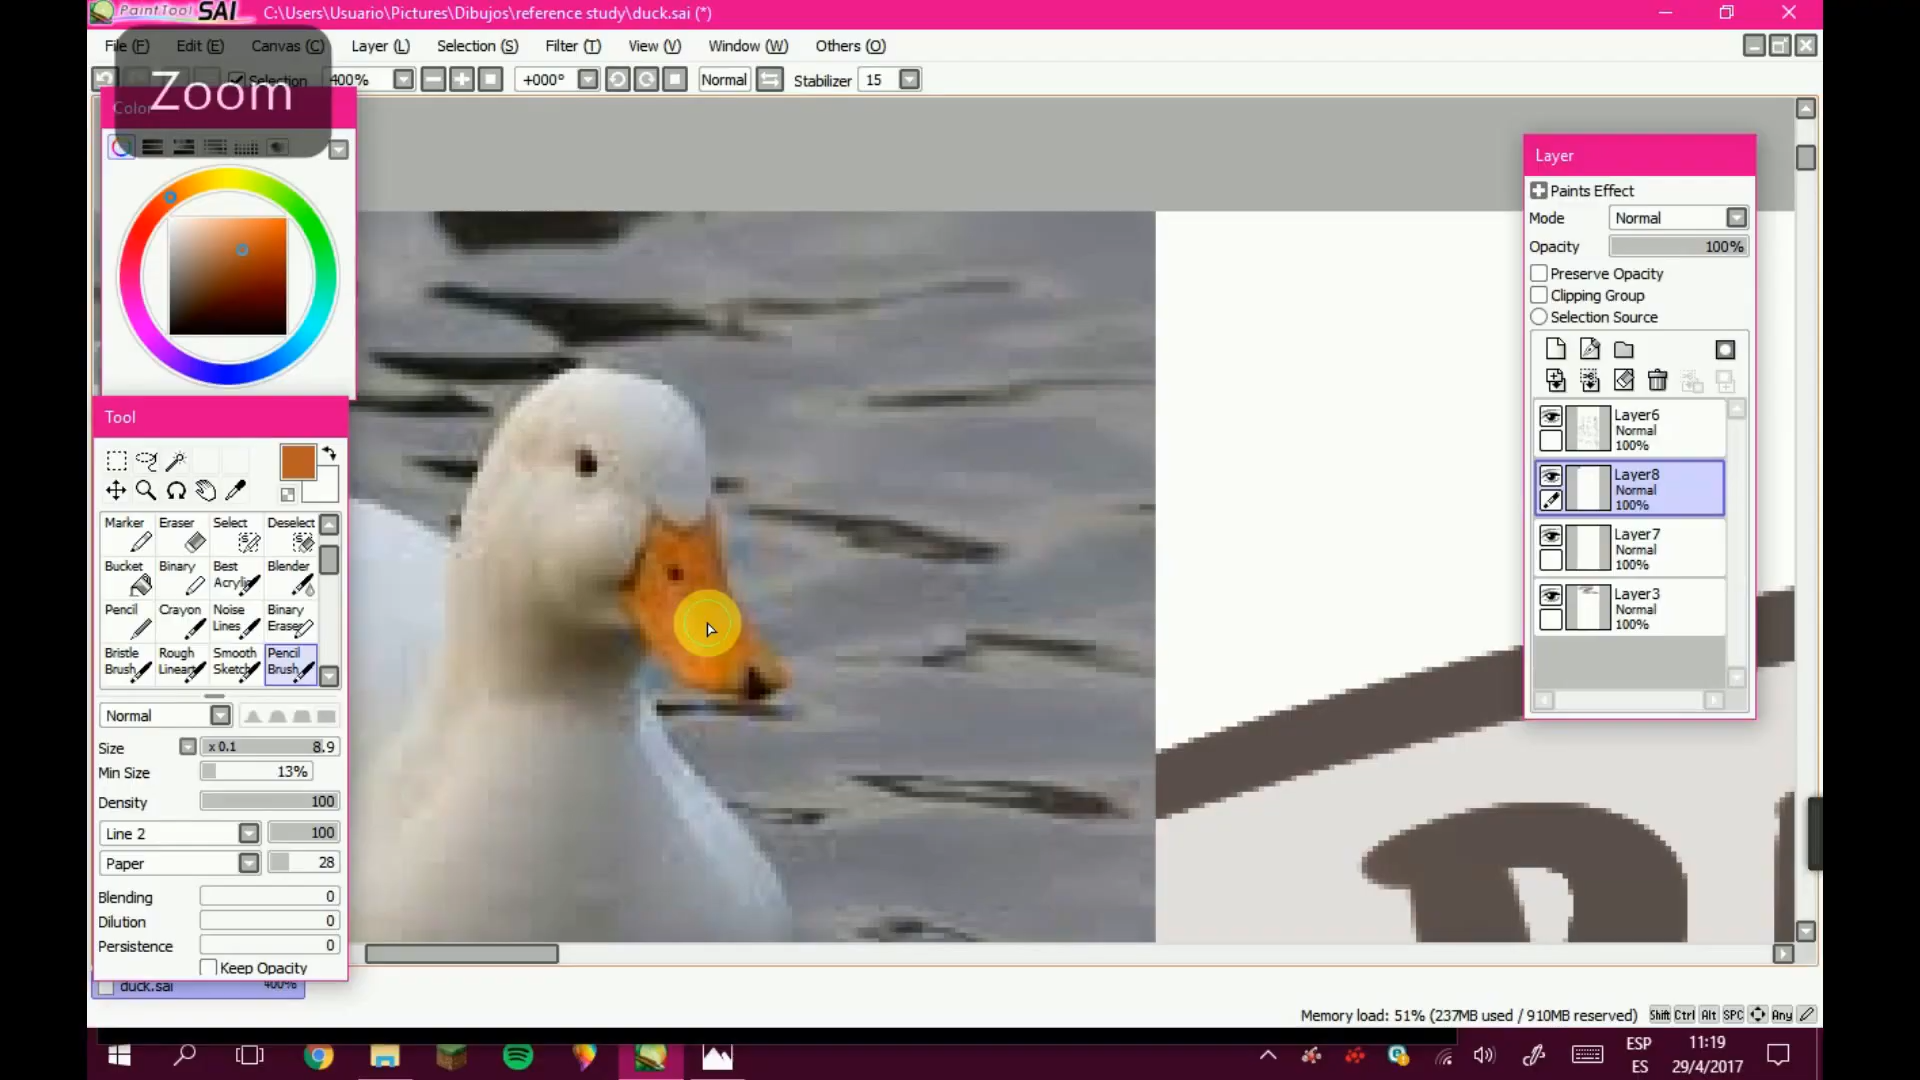 PaintTool SAI C:\Users\Usuario\Pictures\Dibujos\reference study\duck.sai (*)
File (F) Edit (E) Canvas (C) Layer (L) Selection (S) Filter (T) View (V) Window (W) Others (O)
Selection 400% +000° Normal Stabilizer 15
Zoom
Color
Tool
Marker Eraser Select Deselect
Bucket Binary Best Acrylic Blender
Pencil Crayon Noise Lines Binary Eraser
Bristle Brush Rough Lineart Smooth Sketch Pencil Brush
Normal
Size x 0.1 8.9
Min Size 13%
Density 100
Line 2 100
Paper 28
Blending 0
Dilution 0
Persistence 0
Keep Opacity
duck.sai 400%
Layer
Paints Effect
Mode Normal
Opacity 100%
Preserve Opacity
Clipping Group
Selection Source
Layer6
Normal
100%
Layer8
Normal
100%
Layer7
Normal
100%
Layer3
Normal
100%
Memory load: 51% (237MB used / 910MB reserved) Shift Ctrl Alt SPC Any
ESP
ES
11:19
29/4/2017